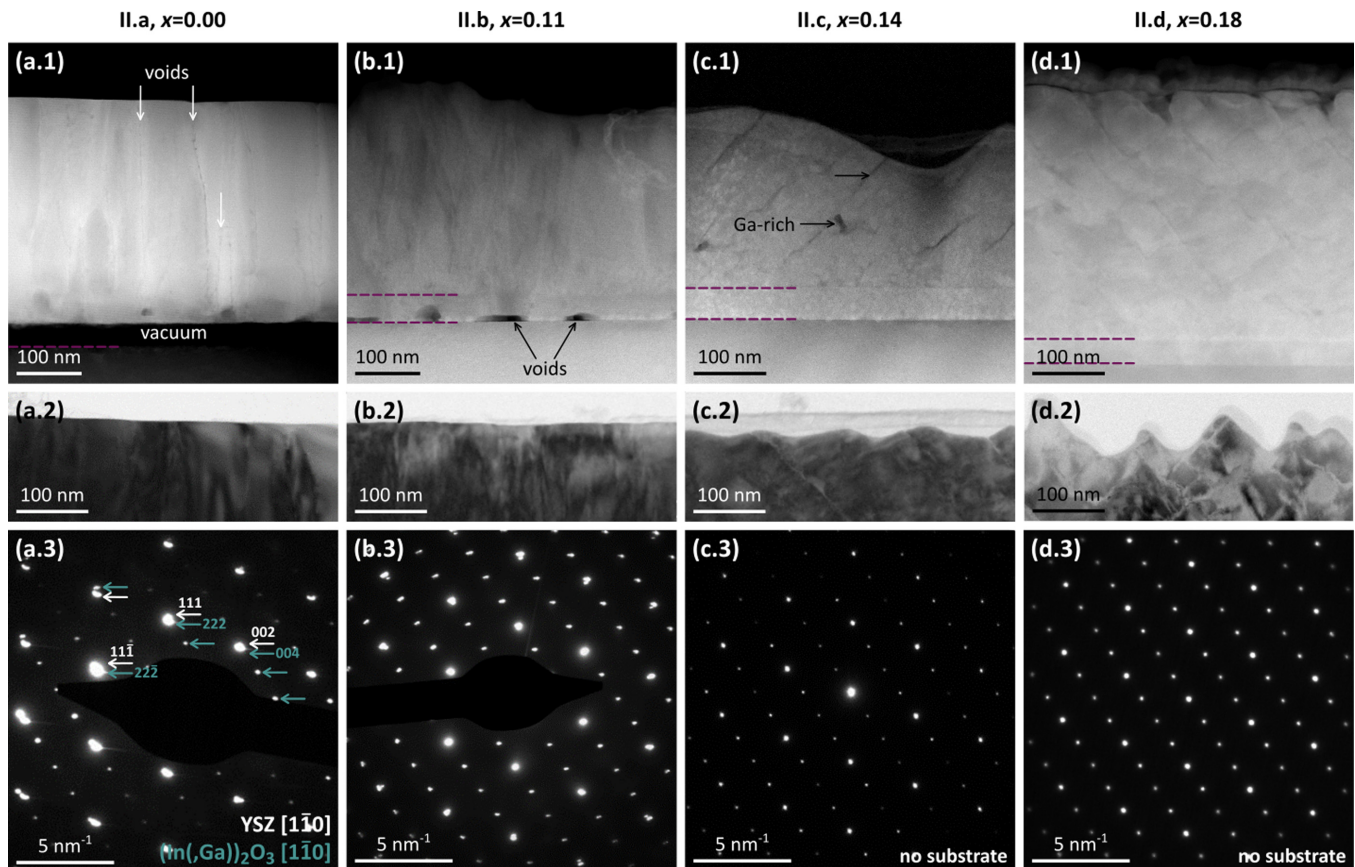 II.a, x=0.00
II.b, x=0.11
II.c, x=0.14
II.d, x=0.18
(a.1)
voids
vacuum
100 nm
(b.1)
voids
100 nm
(c.1)
Ga-rich
100 nm
(d.1)
100 nm
(a.2)
100 nm
(b.2)
100 nm
(c.2)
100 nm
(d.2)
100 nm
(a.3)
111
222
002
004
111̅
222̅
YSZ [11̅0]
(In(,Ga))₂O₃ [11̅0]
5 nm⁻¹
(b.3)
5 nm⁻¹
(c.3)
5 nm⁻¹
no substrate
(d.3)
5 nm⁻¹
no substrate